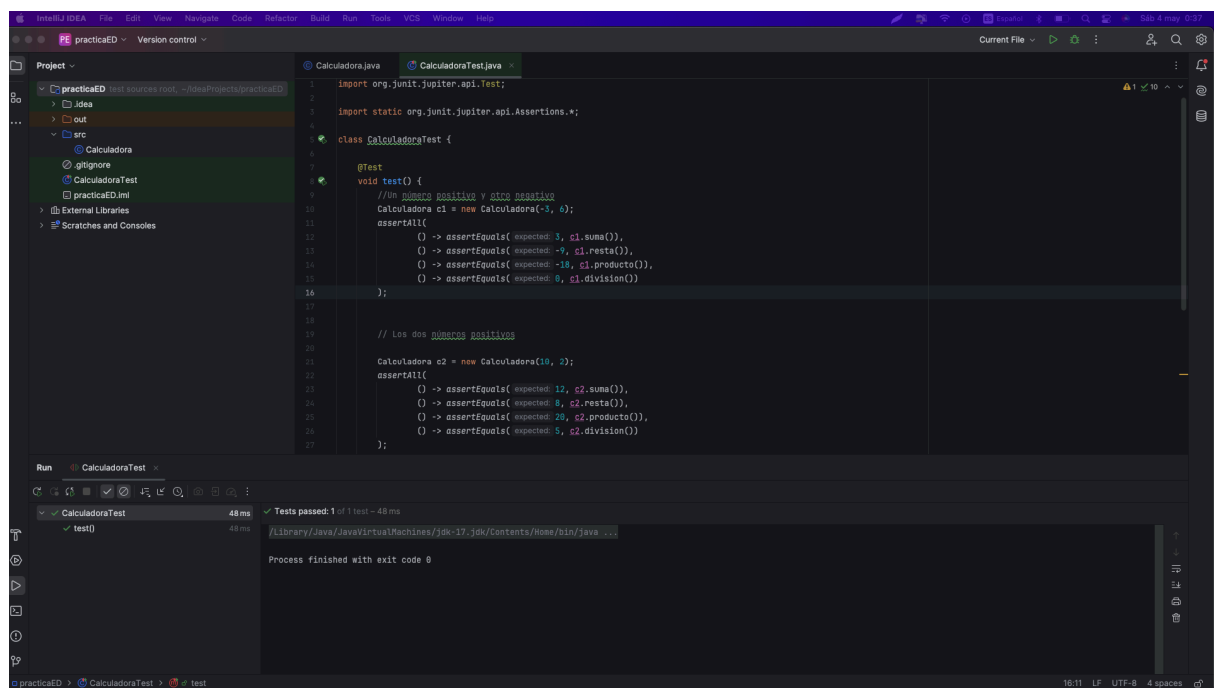 IntelliJ IDEA File Edit View Navigate Code Refactor Build Run Tools VCS Window Help Español Sáb 4 may 0:37
PE practicaED Version control Current File
Project
Calculadora.java CalculadoraTest.java
practicaED test sources root, ~/IdeaProjects/practicaED
.idea
out
src
Calculadora
.gitignore
CalculadoraTest
practicaED.iml
External Libraries
Scratches and Consoles
1 10
1 import org.junit.jupiter.api.Test;
2
3 import static org.junit.jupiter.api.Assertions.*;
4
5 class CalculadoraTest {
6
7 @Test
8 void test() {
9 //Un número positivo y otro negativo
10 Calculadora c1 = new Calculadora(-3, 6);
11 assertAll(
12 () -> assertEquals( expected: 3, c1.suma()),
13 () -> assertEquals( expected: -9, c1.resta()),
14 () -> assertEquals( expected: -18, c1.producto()),
15 () -> assertEquals( expected: 0, c1.division())
16 );
17
18
19 // Los dos números positivos
20
21 Calculadora c2 = new Calculadora(10, 2);
22 assertAll(
23 () -> assertEquals( expected: 12, c2.suma()),
24 () -> assertEquals( expected: 8, c2.resta()),
25 () -> assertEquals( expected: 20, c2.producto()),
26 () -> assertEquals( expected: 5, c2.division())
27 );
Run CalculadoraTest
CalculadoraTest 48 ms
test() 48 ms
Tests passed: 1 of 1 test – 48 ms
/Library/Java/JavaVirtualMachines/jdk-17.jdk/Contents/Home/bin/java ...
Process finished with exit code 0
practicaED > CalculadoraTest > test 16:11 LF UTF-8 4 spaces